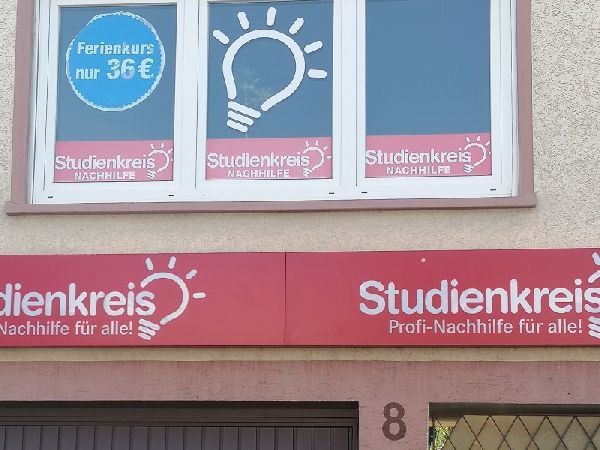 Ferienkurs
nur 36 €
Studienkreis
NACHHILFE
Studienkreis
NACHHILFE
Studienkreis
NACHHILFE
dienkreis
Nachhilfe für alle!
Studienkreis
Profi-Nachhilfe für alle!
8